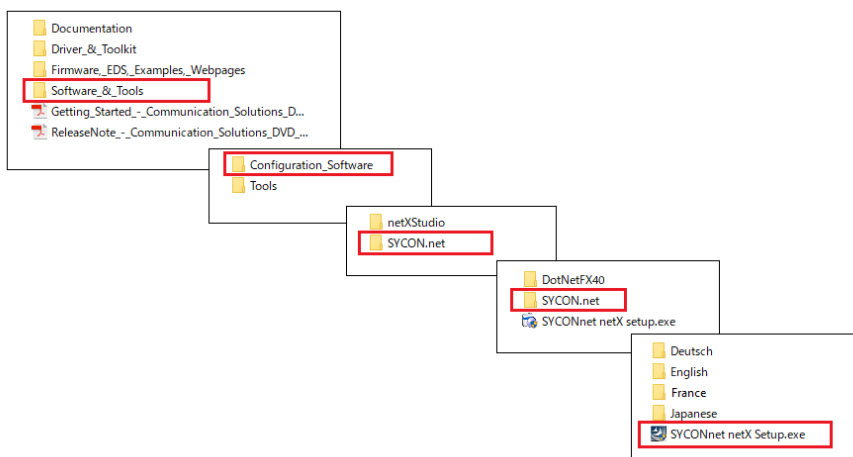 Documentation
Driver_&_Toolkit
Firmware,_EDS,_Examples,_Webpages
Software_&_Tools
Getting_Started_-_Communication_Solutions_D...
ReleaseNote_-_Communication_Solutions_DVD_...
Configuration_Software
Tools
netXStudio
SYCON.net
DotNetFX40
SYCON.net
SYCONnet netX setup.exe
Deutsch
English
France
Japanese
SYCONnet netX Setup.exe